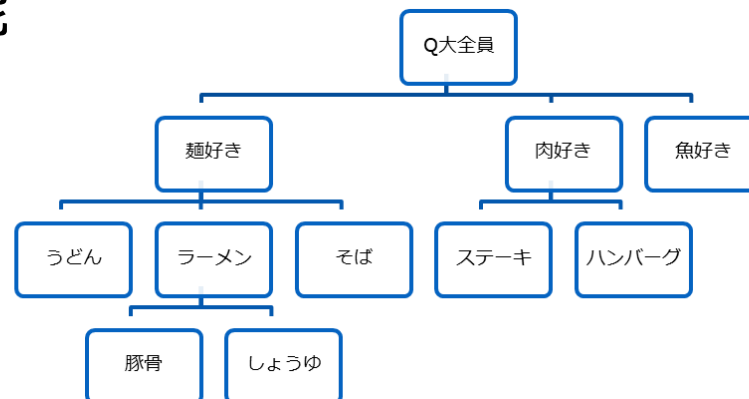 Q大全員
麺好き
肉好き
魚好き
うどん
ラーメン
そば
ステーキ
ハンバーグ
豚骨
しょうゆ